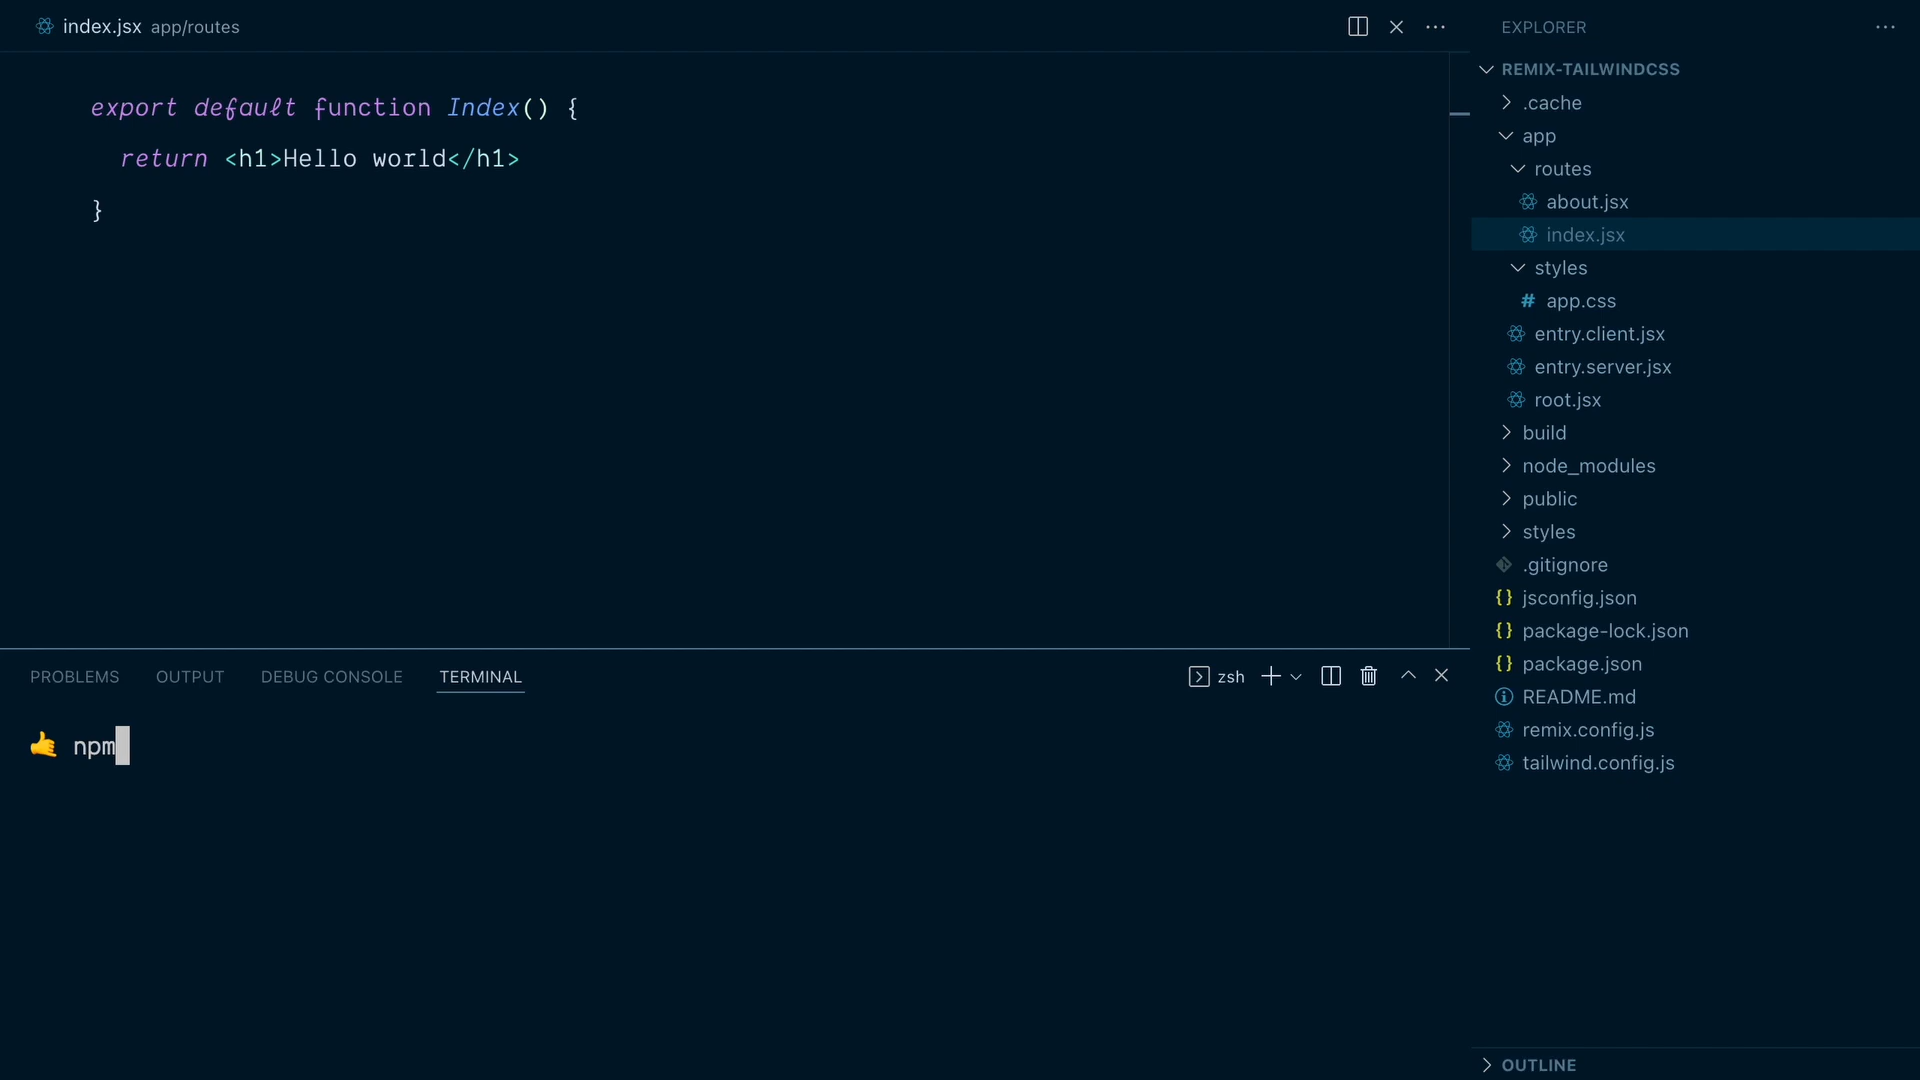 index.jsx app/routes
export default function Index() {
return <h1>Hello world</h1>
}
PROBLEMS OUTPUT DEBUG CONSOLE TERMINAL zsh
🤙 npm
EXPLORER
REMIX-TAILWINDCSS
.cache
app
routes
about.jsx
index.jsx
styles
# app.css
entry.client.jsx
entry.server.jsx
root.jsx
build
node_modules
public
styles
.gitignore
{} jsconfig.json
{} package-lock.json
{} package.json
README.md
remix.config.js
tailwind.config.js
OUTLINE